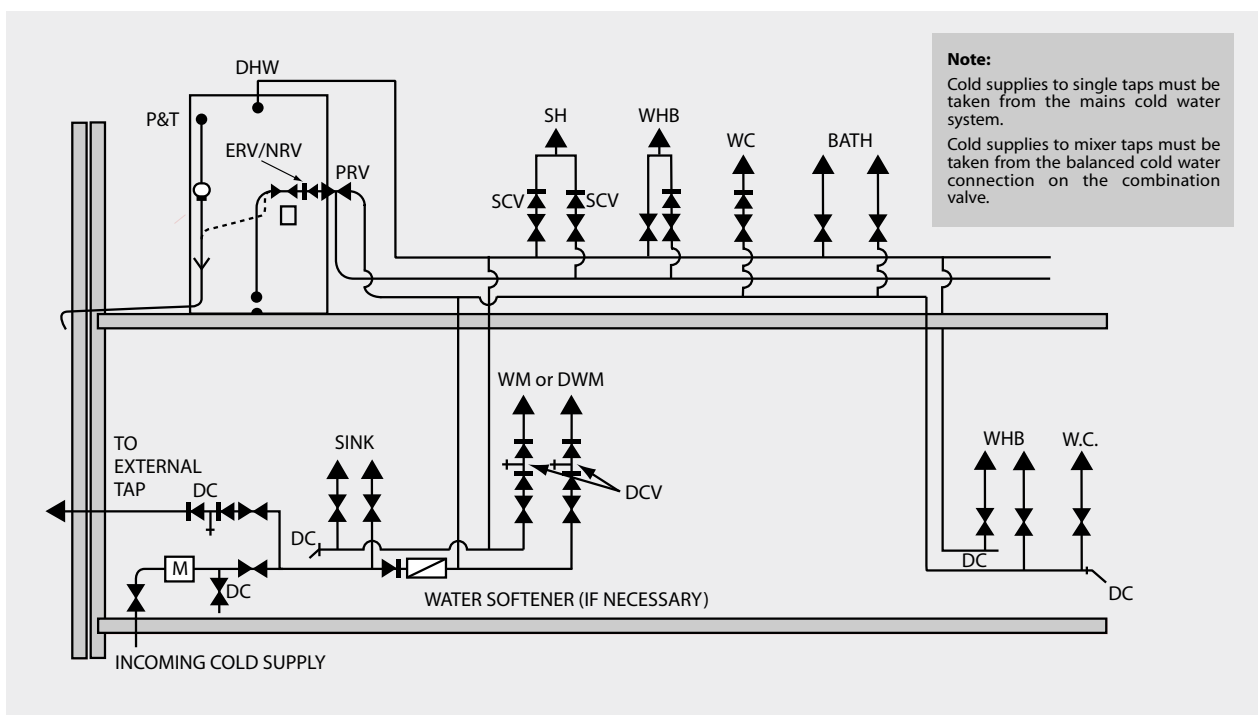 Note:
Cold supplies to single taps must be
taken from the mains cold water
system.
Cold supplies to mixer taps must be
taken from the balanced cold water
connection on the combination
valve.
DHW
P&T
ERV/NRV
PRV
SH
WHB
WC
BATH
SCV
SCV
WM or DWM
DCV
SINK
TO
EXTERNAL
TAP
DC
DC
M
DC
WATER SOFTENER (IF NECESSARY)
INCOMING COLD SUPPLY
WHB
W.C.
DC
DC